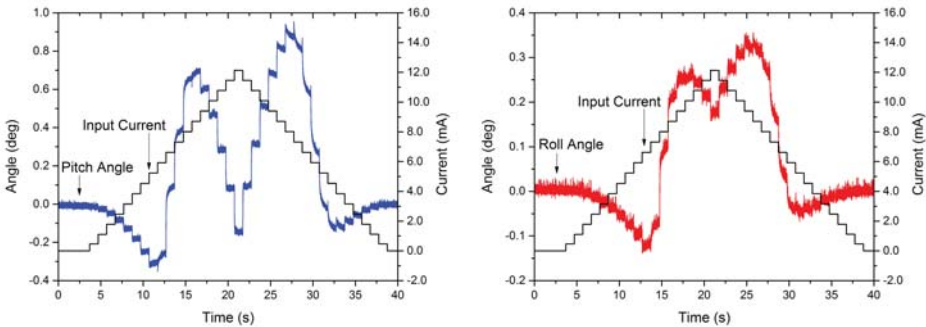 1.0
0.8
0.6
0.4
0.2
0.0
-0.2
-0.4
Angle (deg)
0 5 10 15 20 25 30 35 40
Time (s)
16.0
14.0
12.0
10.0
8.0
6.0
4.0
2.0
0.0
-2.0
Current (mA)
Input Current
Pitch Angle
0.4
0.3
0.2
0.1
0.0
-0.1
-0.2
Angle (deg)
0 5 10 15 20 25 30 35 40
Time (s)
16.0
14.0
12.0
10.0
8.0
6.0
4.0
2.0
0.0
-2.0
Current (mA)
Input Current
Roll Angle